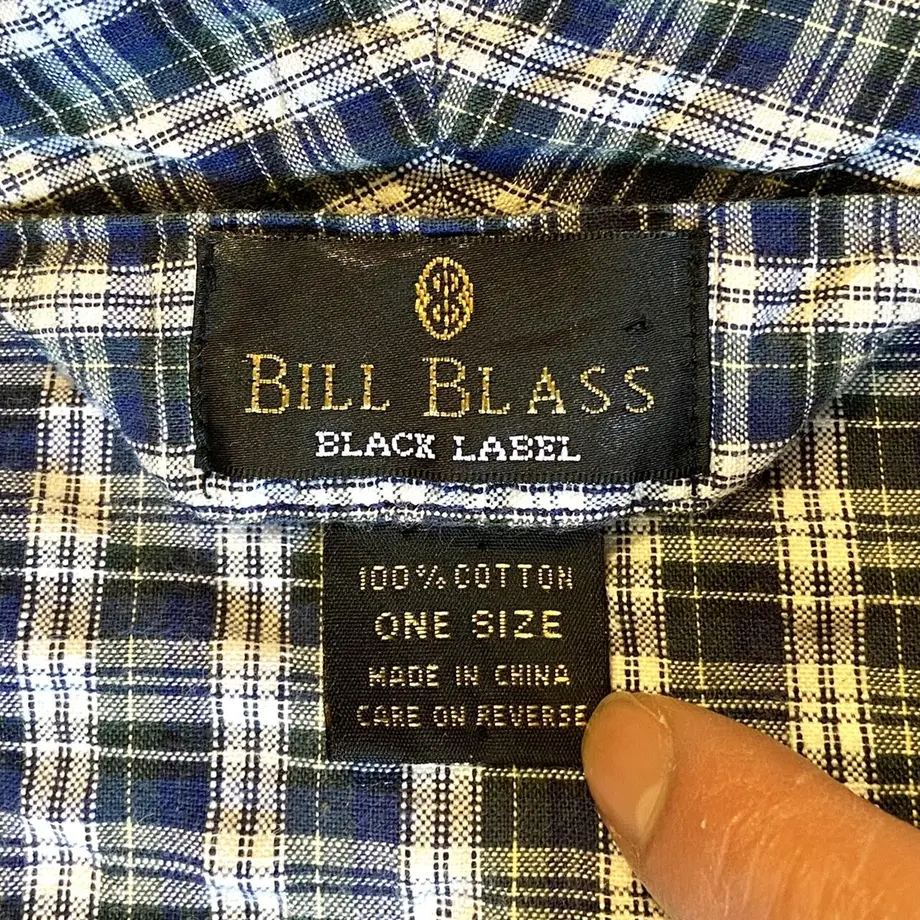 BILL BLASS
BLACK LABEL
100% COTTON
ONE SIZE
MADE IN CHINA
CARE ON REVERSE